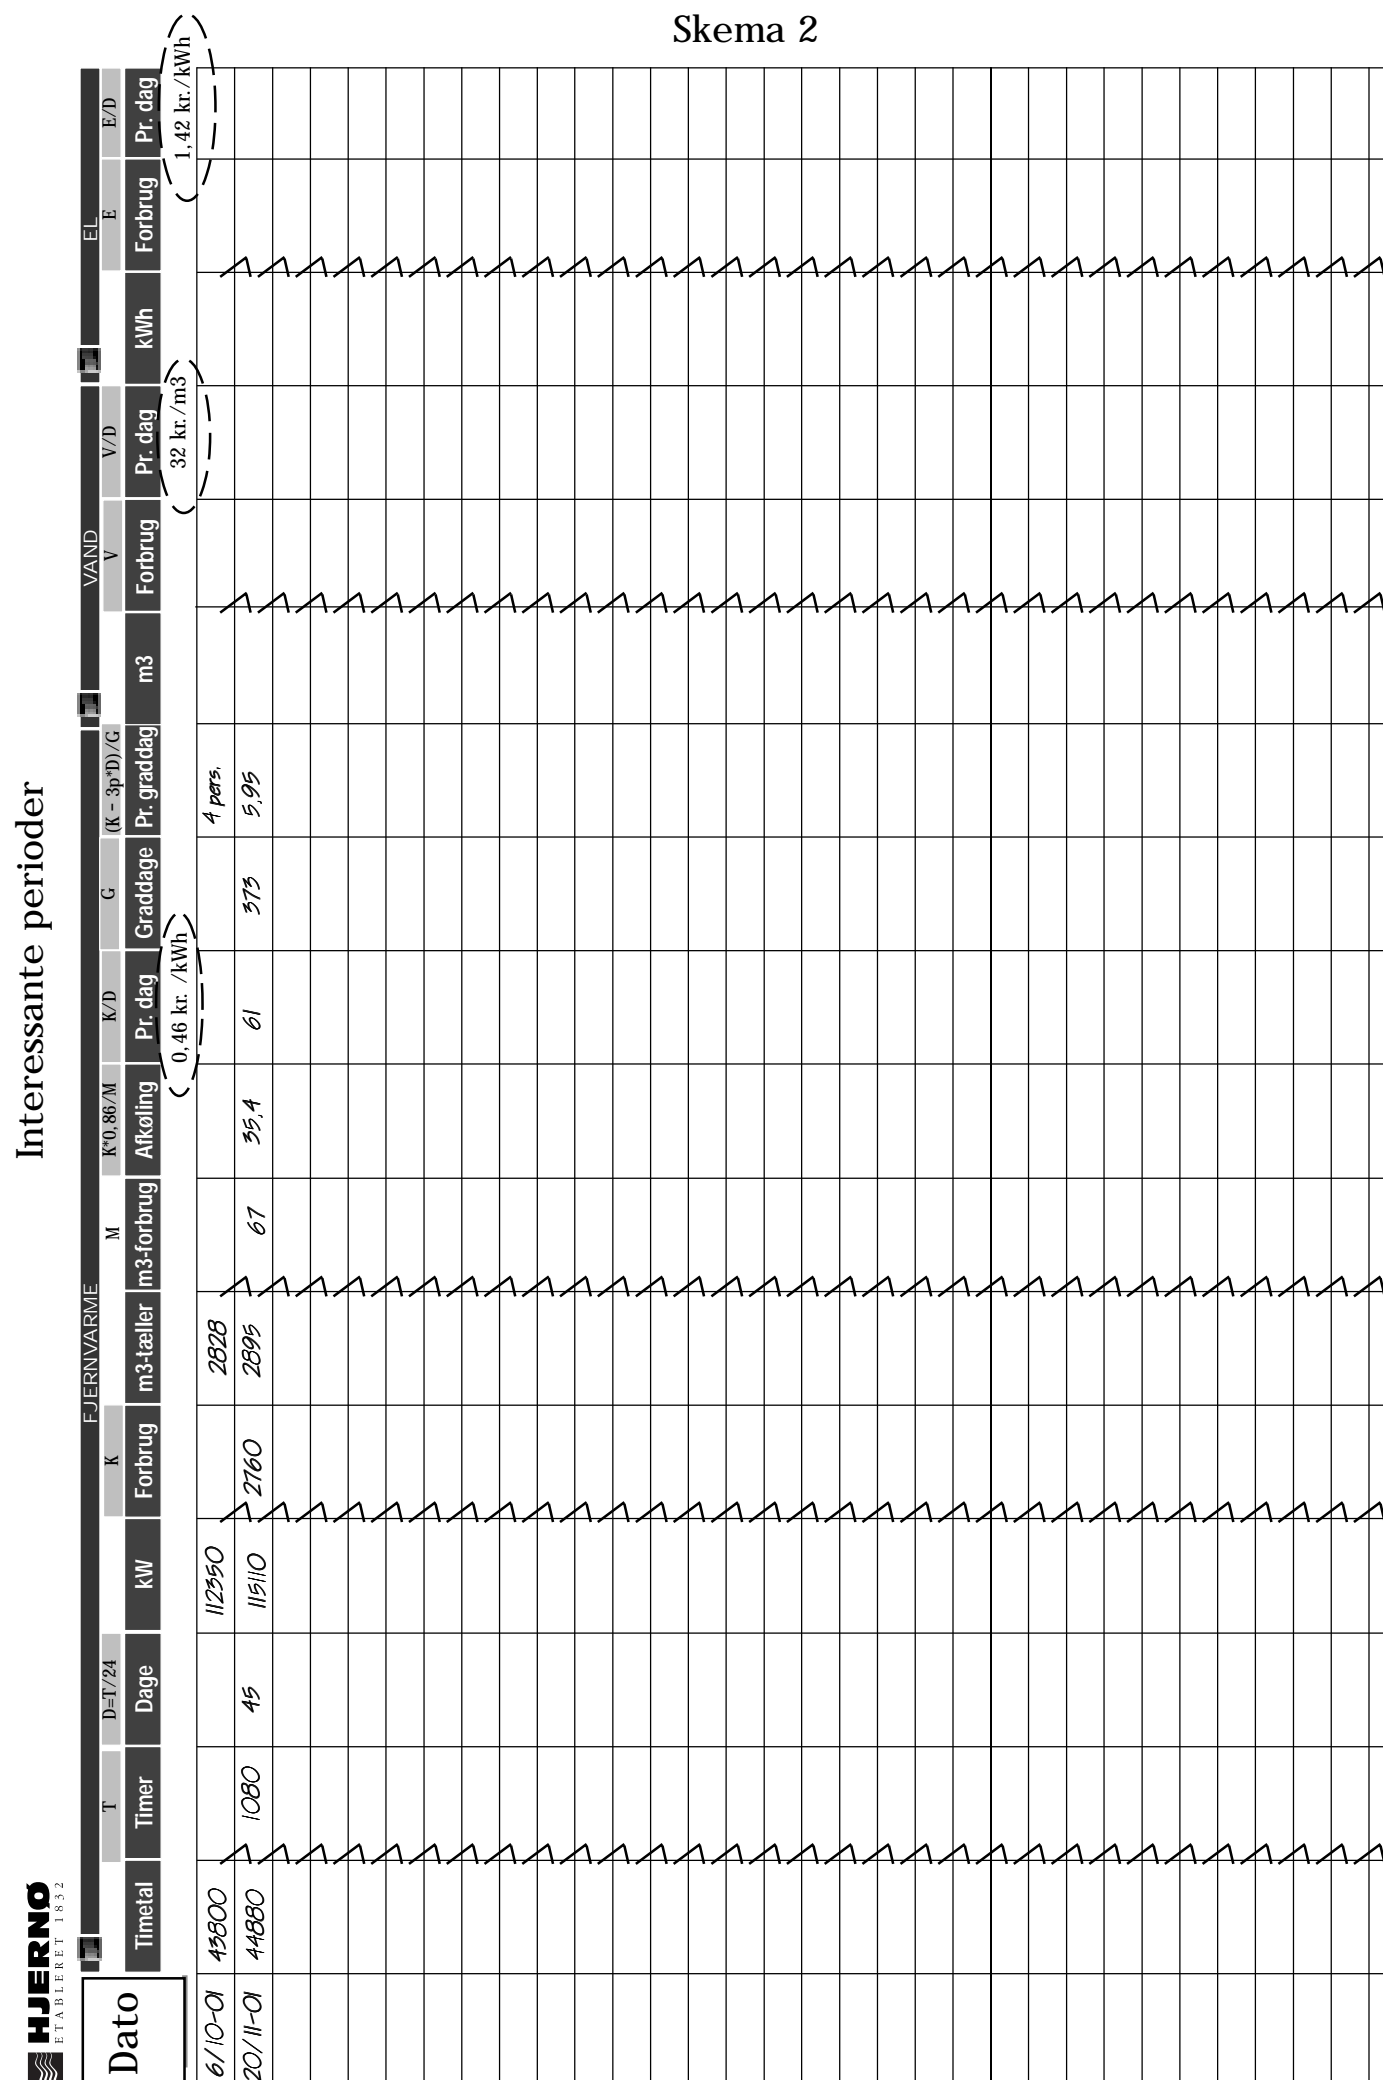 Skema 2
Interessante perioder
HJERNØ
ETABLERET 1832
FJERNVARME VAND EL
T D=T/24 K M K*0,86/M K/D G (K - 3p*D)/G V V/D E E/D
Dato Timetal Timer Dage kW Forbrug m3-tæller m3-forbrug Afkøling Pr. dag Graddage Pr. graddag m3 Forbrug Pr. dag kWh Forbrug Pr. dag
0,46 kr. /kWh 32 kr./m3 1,42 kr./kWh
6/10-01 43800 112350 2828 4 pers.
20/11-01 44880 1080 45 115110 2760 2895 67 35,4 61 373 5,95